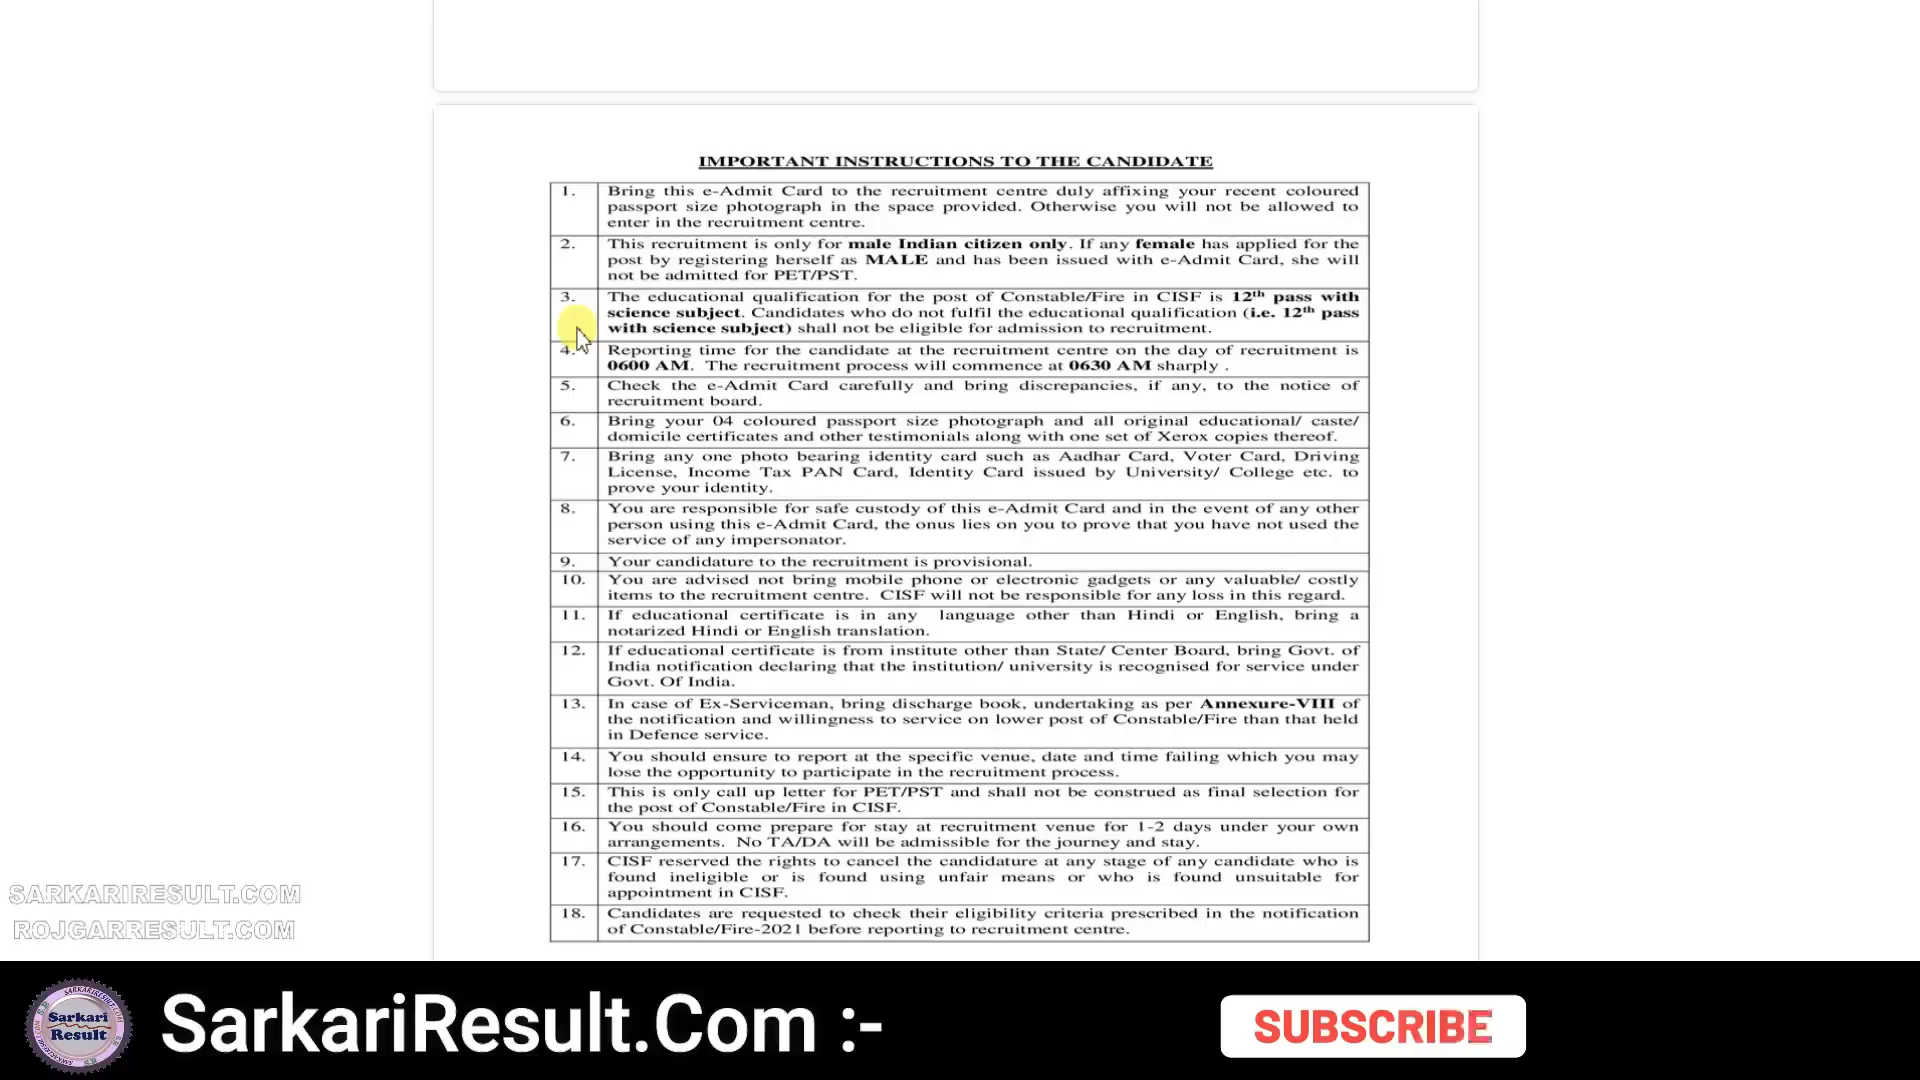 IMPORTANT INSTRUCTIONS TO THE CANDIDATE
1. Bring this e-Admit Card to the recruitment centre duly affixing your recent coloured
passport size photograph in the space provided. Otherwise you will not be allowed to
enter in the recruitment centre.
2. This recruitment is only for male Indian citizen only. If any female has applied for the
post by registering herself as MALE and has been issued with e-Admit Card, she will
not be admitted for PET/PST.
3. The educational qualification for the post of Constable/Fire in CISF is 12th pass with
science subject. Candidates who do not fulfil the educational qualification (i.e. 12th pass
with science subject) shall not be eligible for admission to recruitment.
4. Reporting time for the candidate at the recruitment centre on the day of recruitment is
0600 AM. The recruitment process will commence at 0630 AM sharply .
5. Check the e-Admit Card carefully and bring discrepancies, if any, to the notice of
recruitment board.
6. Bring your 04 coloured passport size photograph and all original educational/ caste/
domicile certificates and other testimonials along with one set of Xerox copies thereof.
7. Bring any one photo bearing identity card such as Aadhar Card, Voter Card, Driving
License, Income Tax PAN Card, Identity Card issued by University/ College etc. to
prove your identity.
8. You are responsible for safe custody of this e-Admit Card and in the event of any other
person using this e-Admit Card, the onus lies on you to prove that you have not used the
service of any impersonator.
9. Your candidature to the recruitment is provisional.
10. You are advised not bring mobile phone or electronic gadgets or any valuable/ costly
items to the recruitment centre. CISF will not be responsible for any loss in this regard.
11. If educational certificate is in any language other than Hindi or English, bring a
notarized Hindi or English translation.
12. If educational certificate is from institute other than State/ Center Board, bring Govt. of
India notification declaring that the institution/ university is recognised for service under
Govt. Of India.
13. In case of Ex-Serviceman, bring discharge book, undertaking as per Annexure-VIII of
the notification and willingness to service on lower post of Constable/Fire than that held
in Defence service.
14. You should ensure to report at the specific venue, date and time failing which you may
lose the opportunity to participate in the recruitment process.
15. This is only call up letter for PET/PST and shall not be construed as final selection for
the post of Constable/Fire in CISF.
16. You should come prepare for stay at recruitment venue for 1-2 days under your own
arrangements. No TA/DA will be admissible for the journey and stay.
17. CISF reserved the rights to cancel the candidature at any stage of any candidate who is
found ineligible or is found using unfair means or who is found unsuitable for
appointment in CISF.
18. Candidates are requested to check their eligibility criteria prescribed in the notification
of Constable/Fire-2021 before reporting to recruitment centre.
SARKARIRESULT.COM
ROJGARRESULT.COM
Sarkari
Result
SarkariResult.Com :-
SUBSCRIBE